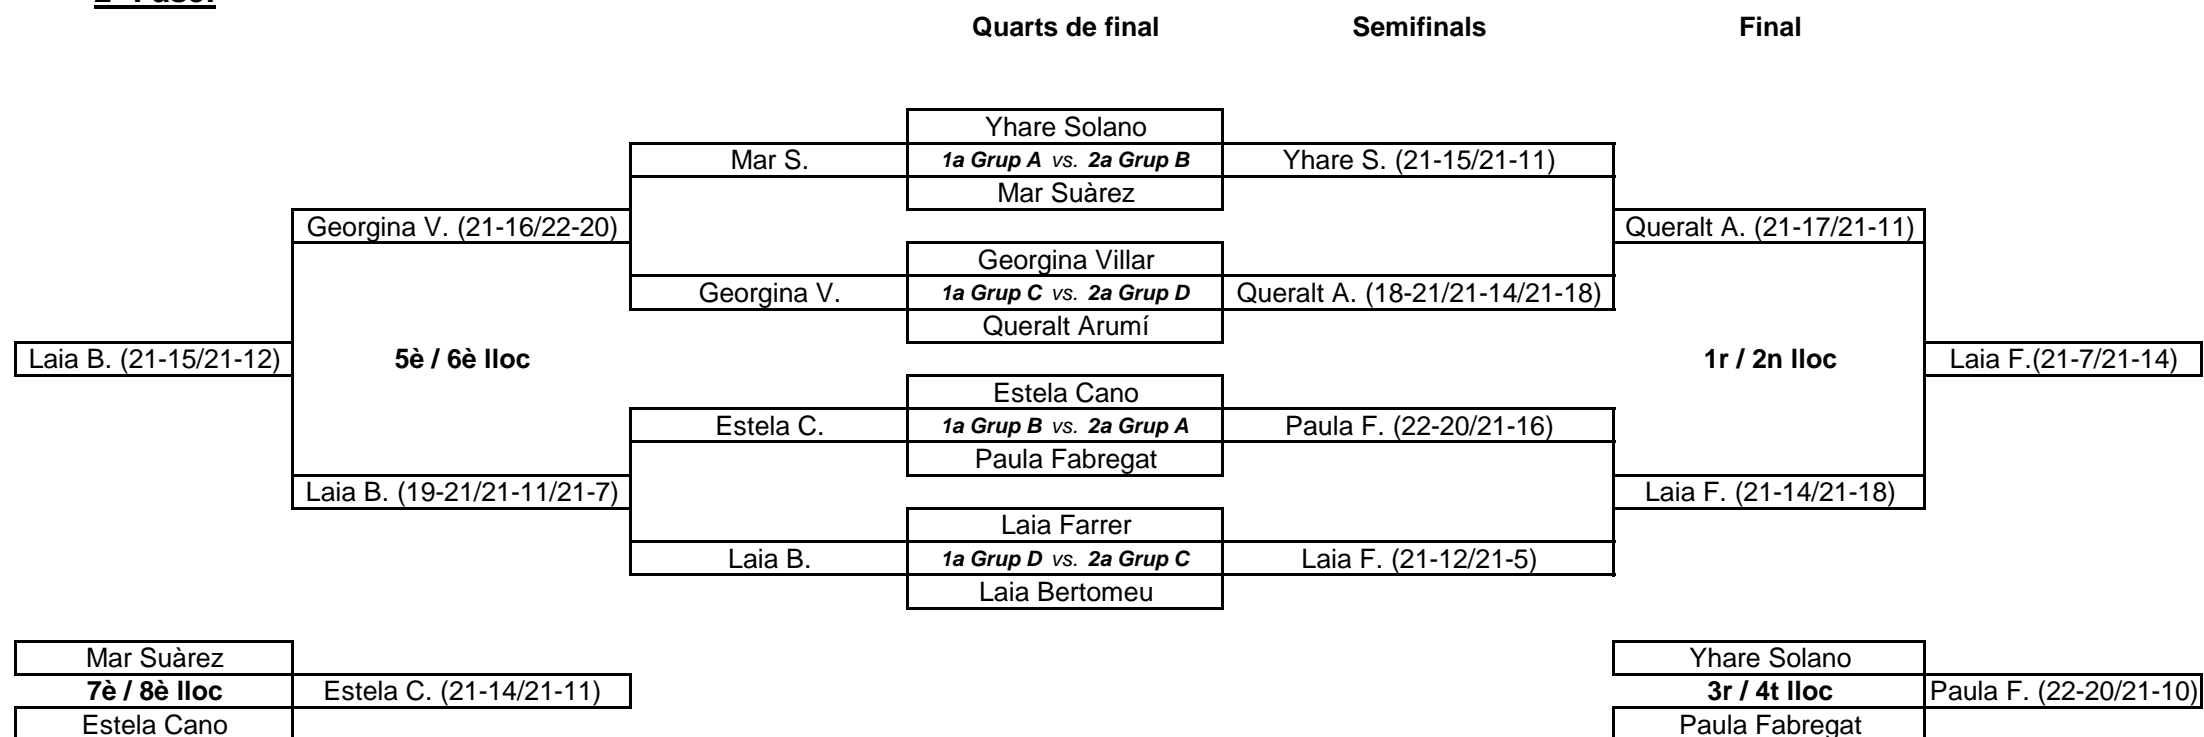 Quarts de final Semifinals Final
Yhare Solano
Mar S. 1a Grup A vs. 2a Grup B Yhare S. (21-15/21-11)
Mar Suàrez
Georgina V. (21-16/22-20) Queralt A. (21-17/21-11)
Georgina Villar
Georgina V. 1a Grup C vs. 2a Grup D Queralt A. (18-21/21-14/21-18)
Queralt Arumí
Laia B. (21-15/21-12) 5è / 6è lloc 1r / 2n lloc Laia F.(21-7/21-14)
Estela Cano
Estela C. 1a Grup B vs. 2a Grup A Paula F. (22-20/21-16)
Paula Fabregat
Laia B. (19-21/21-11/21-7) Laia F. (21-14/21-18)
Laia Farrer
Laia B. 1a Grup D vs. 2a Grup C Laia F. (21-12/21-5)
Laia Bertomeu
Mar Suàrez Yhare Solano
7è / 8è lloc Estela C. (21-14/21-11) 3r / 4t lloc Paula F. (22-20/21-10)
Estela Cano Paula Fabregat